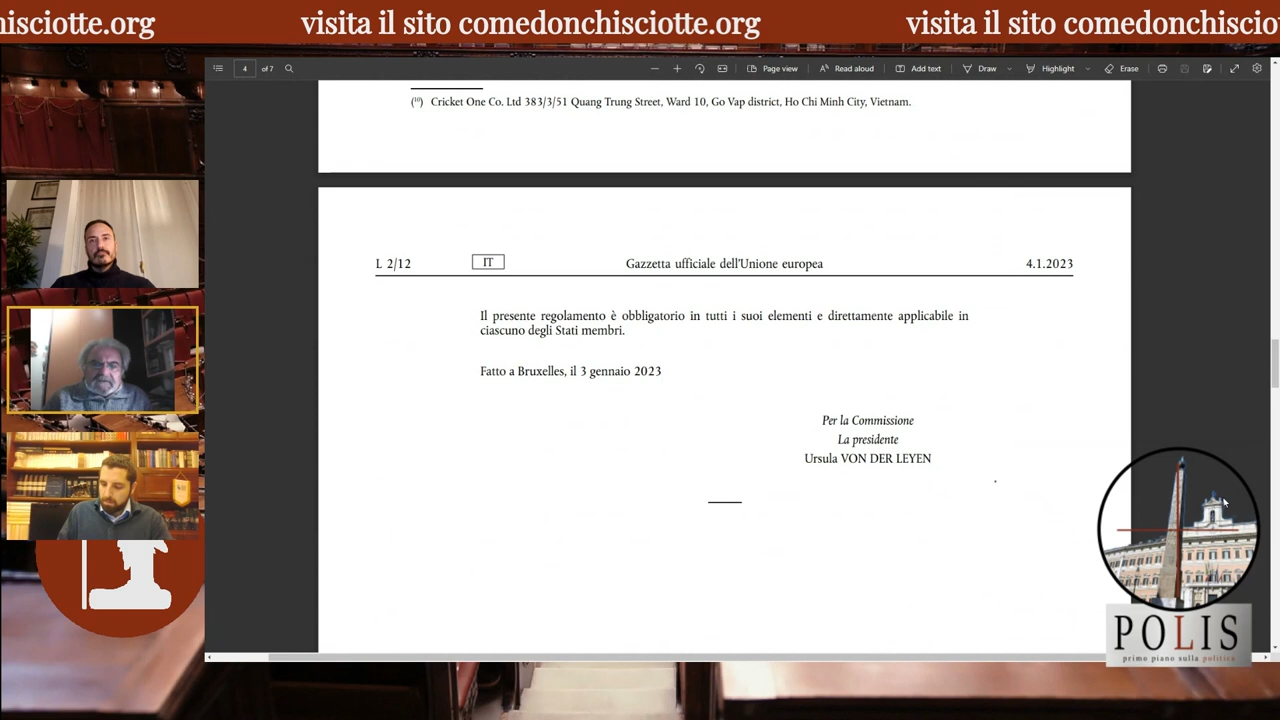 hisciotte.org visita il sito comedonchisciotte.org visita il sito comedonchiscio
4 of 7 Page view Read aloud Add text Draw Highlight Erase
(10) Cricket One Co. Ltd 383/3/51 Quang Trung Street, Ward 10, Go Vap district, Ho Chi Minh City, Vietnam.
L 2/12 IT Gazzetta ufficiale dell'Unione europea 4.1.2023
Il presente regolamento è obbligatorio in tutti i suoi elementi e direttamente applicabile in
ciascuno degli Stati membri.
Fatto a Bruxelles, il 3 gennaio 2023
Per la Commissione
La presidente
Ursula VON DER LEYEN
POLIS
primo piano sulla politica